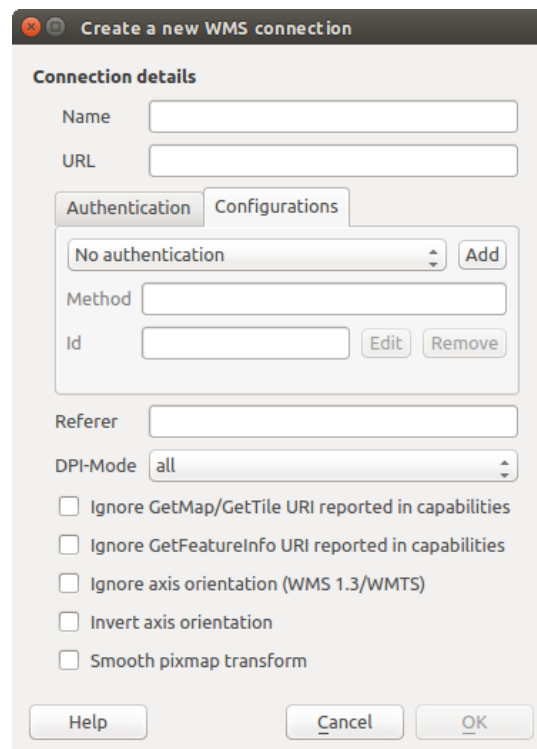 Create a new WMS connection
Connection details
Name
URL
Authentication Configurations
No authentication Add
Method
Id Edit Remove
Referer
DPI-Mode all
Ignore GetMap/GetTile URI reported in capabilities
Ignore GetFeatureInfo URI reported in capabilities
Ignore axis orientation (WMS 1.3/WMTS)
Invert axis orientation
Smooth pixmap transform
Help Cancel OK